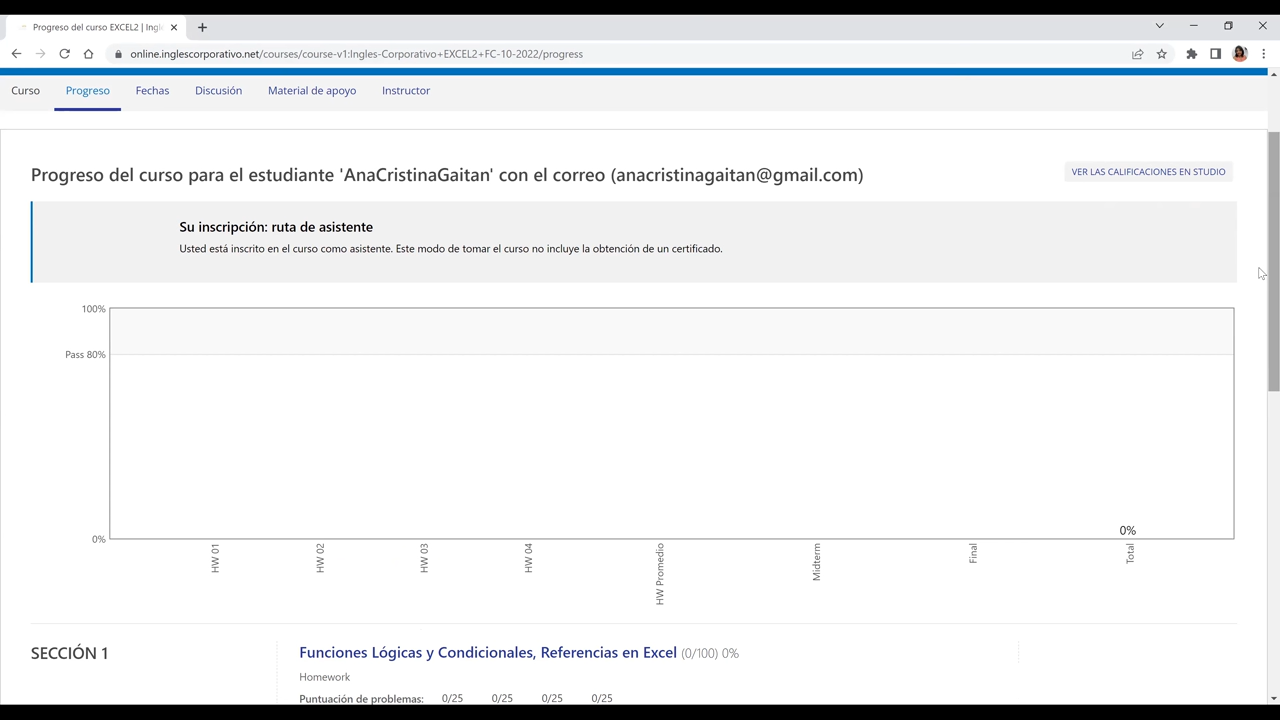 Progreso del curso EXCEL2 | Ingl
online.inglescorporativo.net/courses/course-v1:Ingles-Corporativo+EXCEL2+FC-10-2022/progress
Curso Progreso Fechas Discusión Material de apoyo Instructor
Progreso del curso para el estudiante 'AnaCristinaGaitan' con el correo (anacristinagaitan@gmail.com)
VER LAS CALIFICACIONES EN STUDIO
Su inscripción: ruta de asistente
Usted está inscrito en el curso como asistente. Este modo de tomar el curso no incluye la obtención de un certificado.
100%
Pass 80%
0%
0%
HW 01
HW 02
HW 03
HW 04
HW Promedio
Midterm
Final
Total
SECCIÓN 1
Funciones Lógicas y Condicionales, Referencias en Excel (0/100) 0%
Homework
Puntuación de problemas: 0/25 0/25 0/25 0/25